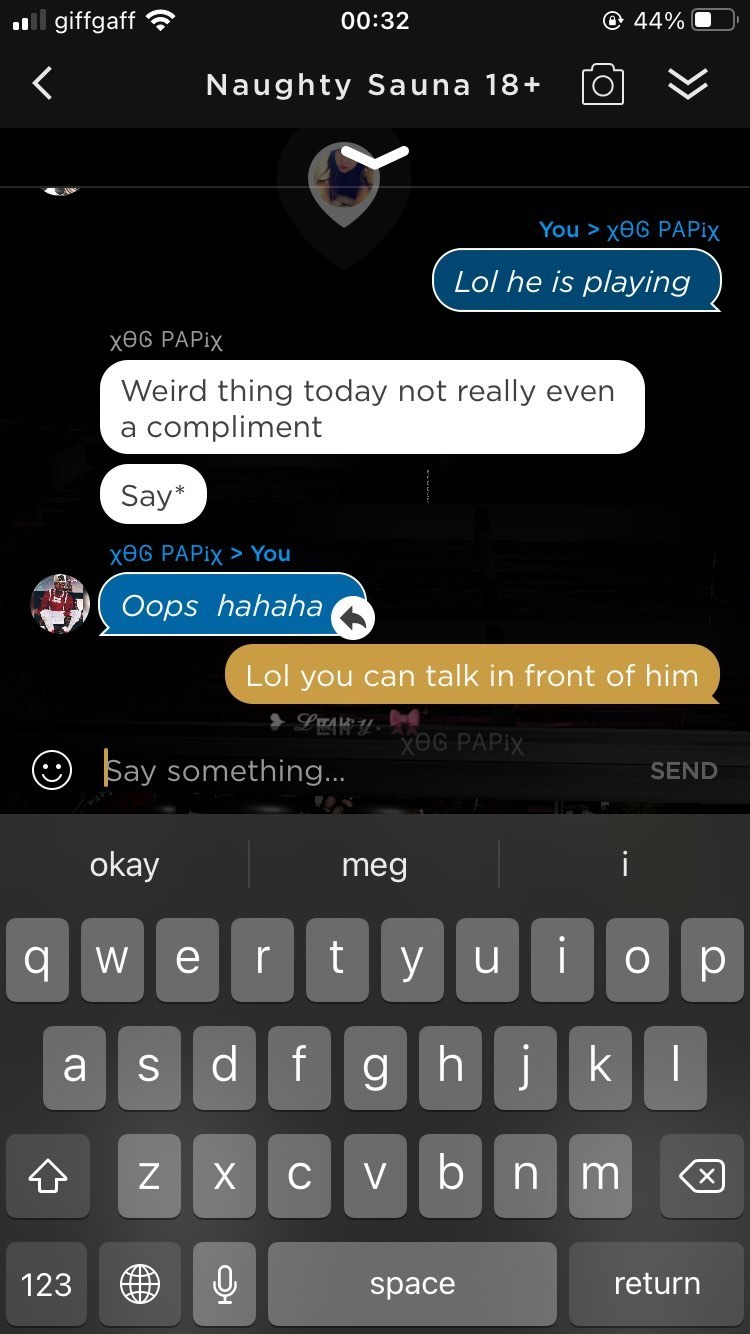 giffgaff 00:32 44%
Naughty Sauna 18+
You > χΘG PAPiχ
Lol he is playing
χΘG PAPiχ
Weird thing today not really even
a compliment
Say*
χΘG PAPiχ > You
Oops hahaha
Lol you can talk in front of him
χΘG PAPiχ
Say something... SEND
okay meg i
q w e r t y u i o p
a s d f g h j k l
z x c v b n m
123 space return